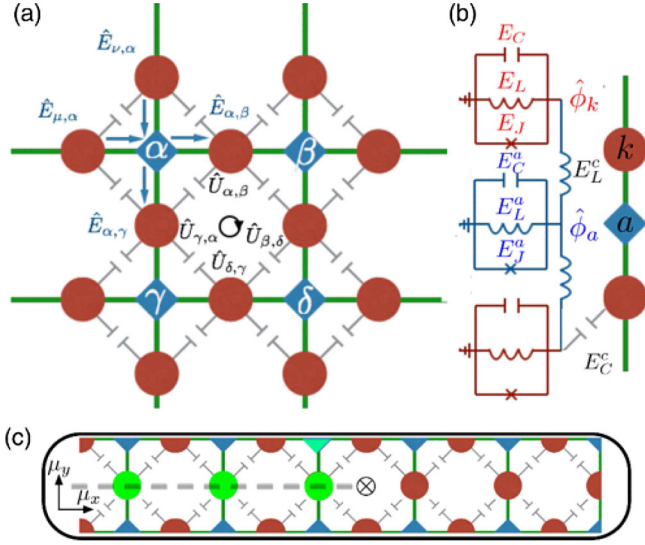 (a)
Ê_{ν,α}
Ê_{μ,α}
Ê_{α,β}
α
β
Û_{α,β}
Ê_{α,γ}
Û_{γ,α}
Û_{β,δ}
Û_{δ,γ}
γ
δ
(b)
E_C
E_L
E_J
ϕ̂_k
E_C^a
E_L^c
E_L^a
ϕ̂_a
E_J^a
E_C^c
k
a
(c)
μ_y
μ_x